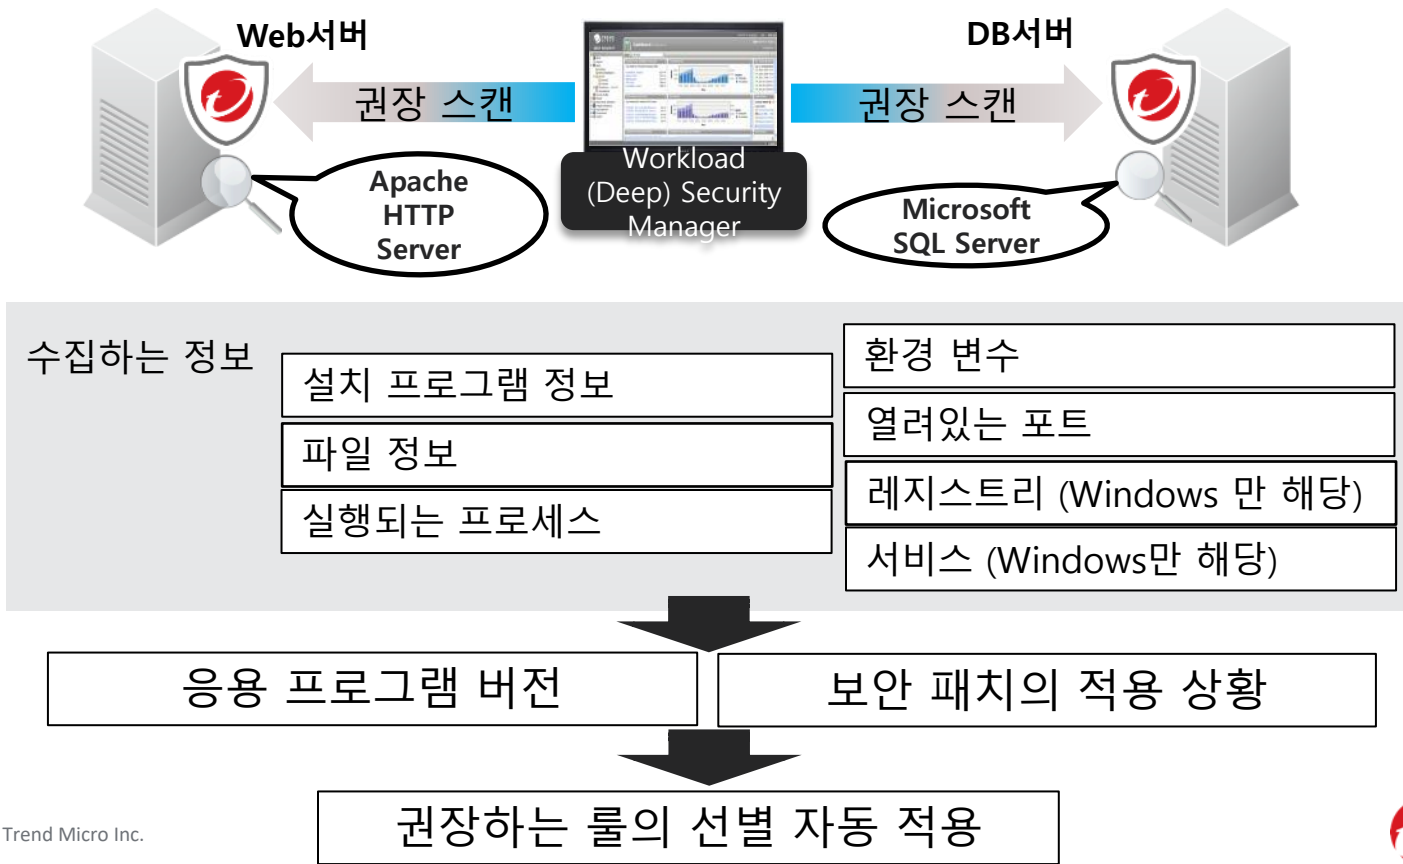 Web서버
DB서버
권장 스캔
권장 스캔
Workload
(Deep) Security
Manager
Apache
HTTP
Server
Microsoft
SQL Server
수집하는 정보
설치 프로그램 정보
파일 정보
실행되는 프로세스
환경 변수
열려있는 포트
레지스트리 (Windows 만 해당)
서비스 (Windows만 해당)
응용 프로그램 버전
보안 패치의 적용 상황
권장하는 룰의 선별 자동 적용
Trend Micro Inc.